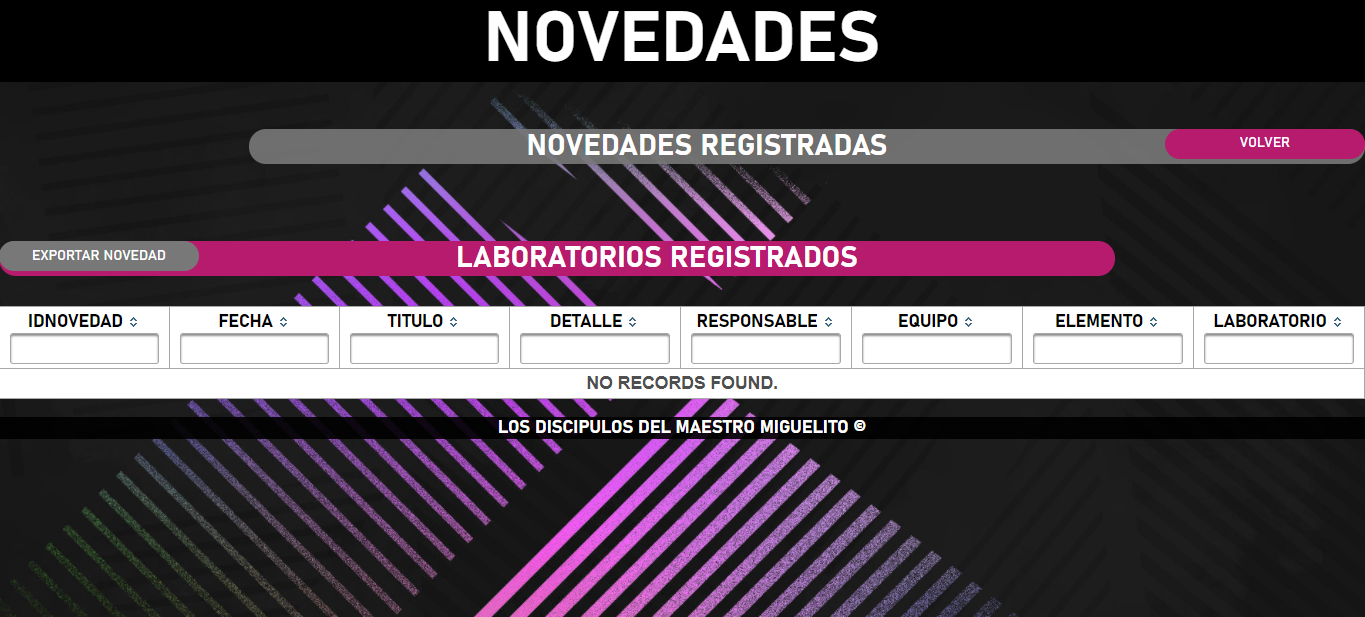 NOVEDADES
NOVEDADES REGISTRADAS
VOLVER
EXPORTAR NOVEDAD
LABORATORIOS REGISTRADOS
IDNOVEDAD FECHA TITULO DETALLE RESPONSABLE EQUIPO ELEMENTO LABORATORIO
NO RECORDS FOUND.
LOS DISCIPULOS DEL MAESTRO MIGUELITO ©